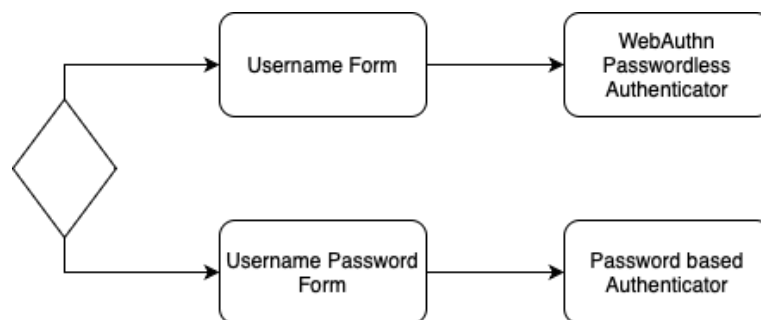 Username Form
WebAuthn
Passwordless
Authenticator
Username Password
Form
Password based
Authenticator